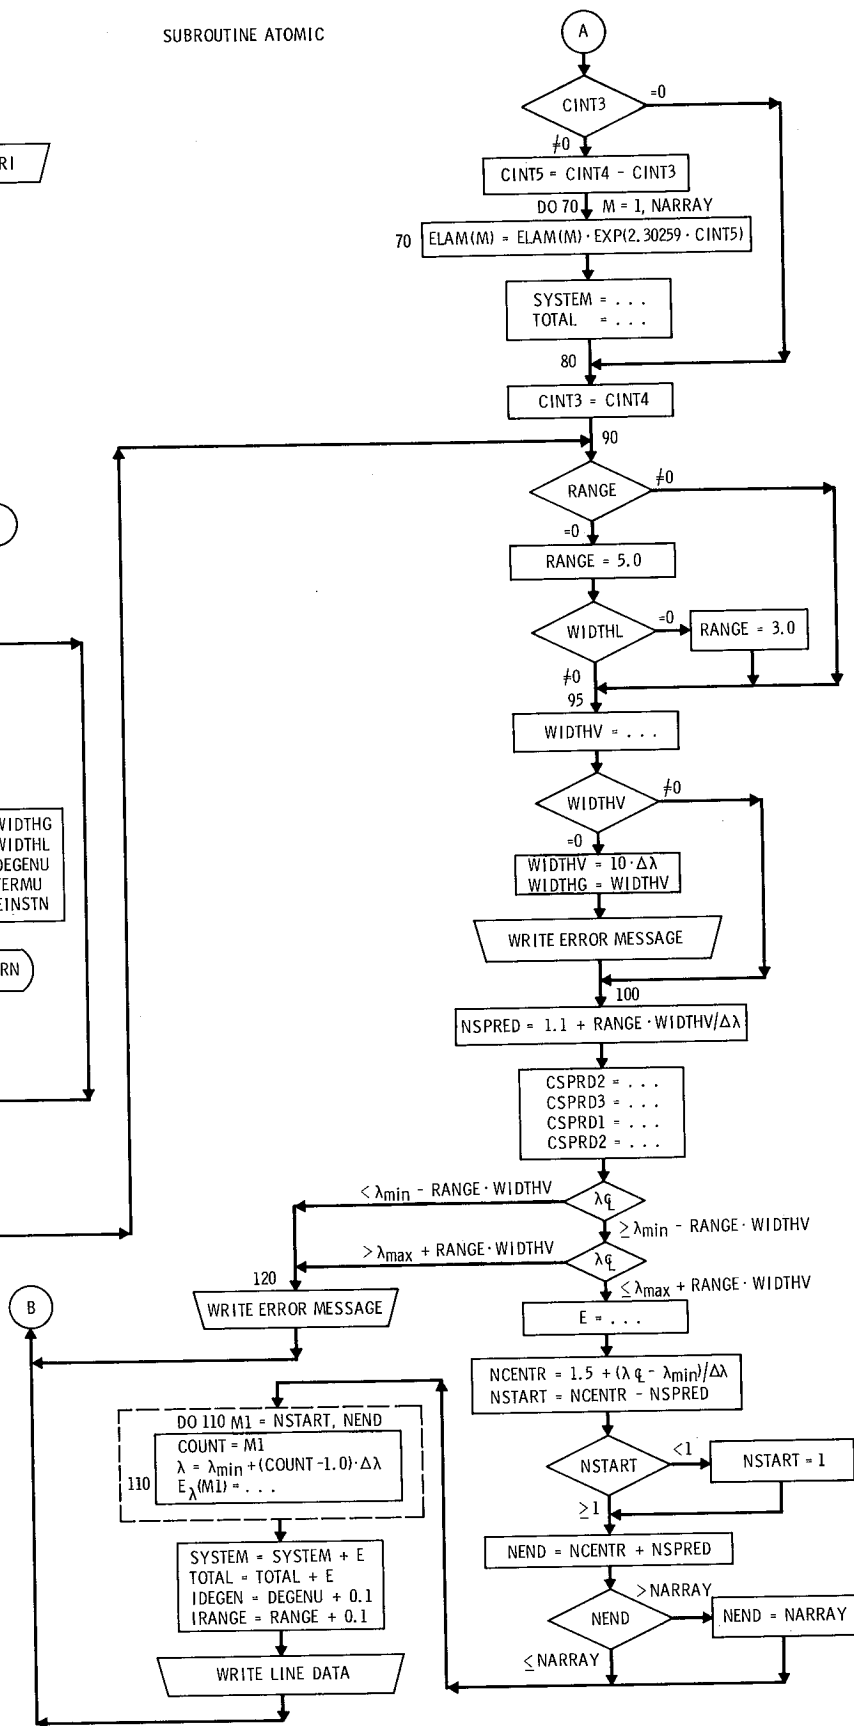 SUBROUTINE ATOMIC
A
CINT3
=0
≠0
RI
CINT5 = CINT4 - CINT3
DO 70 M = 1, NARRAY
70 ELAM(M) = ELAM(M) · EXP(2.30259 · CINT5)
SYSTEM = . . .
TOTAL = . . .
80
CINT3 = CINT4
90
RANGE
≠0
=0
RANGE = 5.0
WIDTHL
=0
RANGE = 3.0
≠0
95
WIDTHV = . . .
WIDTHV
≠0
=0
WIDTHG
WIDTHL
DEGENU
TERMU
EINSTN
WIDTHV = 10 · Δλ
WIDTHG = WIDTHV
WRITE ERROR MESSAGE
RN
100
NSPRED = 1.1 + RANGE · WIDTHV/Δλ
CSPRD2 = . . .
CSPRD3 = . . .
CSPRD1 = . . .
CSPRD2 = . . .
< λmin - RANGE · WIDTHV
λ℄
≥ λmin - RANGE · WIDTHV
> λmax + RANGE · WIDTHV
λ℄
≤ λmax + RANGE · WIDTHV
120
WRITE ERROR MESSAGE
B
E = . . .
NCENTR = 1.5 + (λ℄ - λmin)/Δλ
NSTART = NCENTR - NSPRED
NSTART
<1
NSTART = 1
≥1
DO 110 M1 = NSTART, NEND
COUNT = M1
λ = λmin + (COUNT -1.0) · Δλ
110 Eλ(M1) = . . .
NEND = NCENTR + NSPRED
NEND
>NARRAY
NEND = NARRAY
≤NARRAY
SYSTEM = SYSTEM + E
TOTAL = TOTAL + E
IDEGEN = DEGENU + 0.1
IRANGE = RANGE + 0.1
WRITE LINE DATA